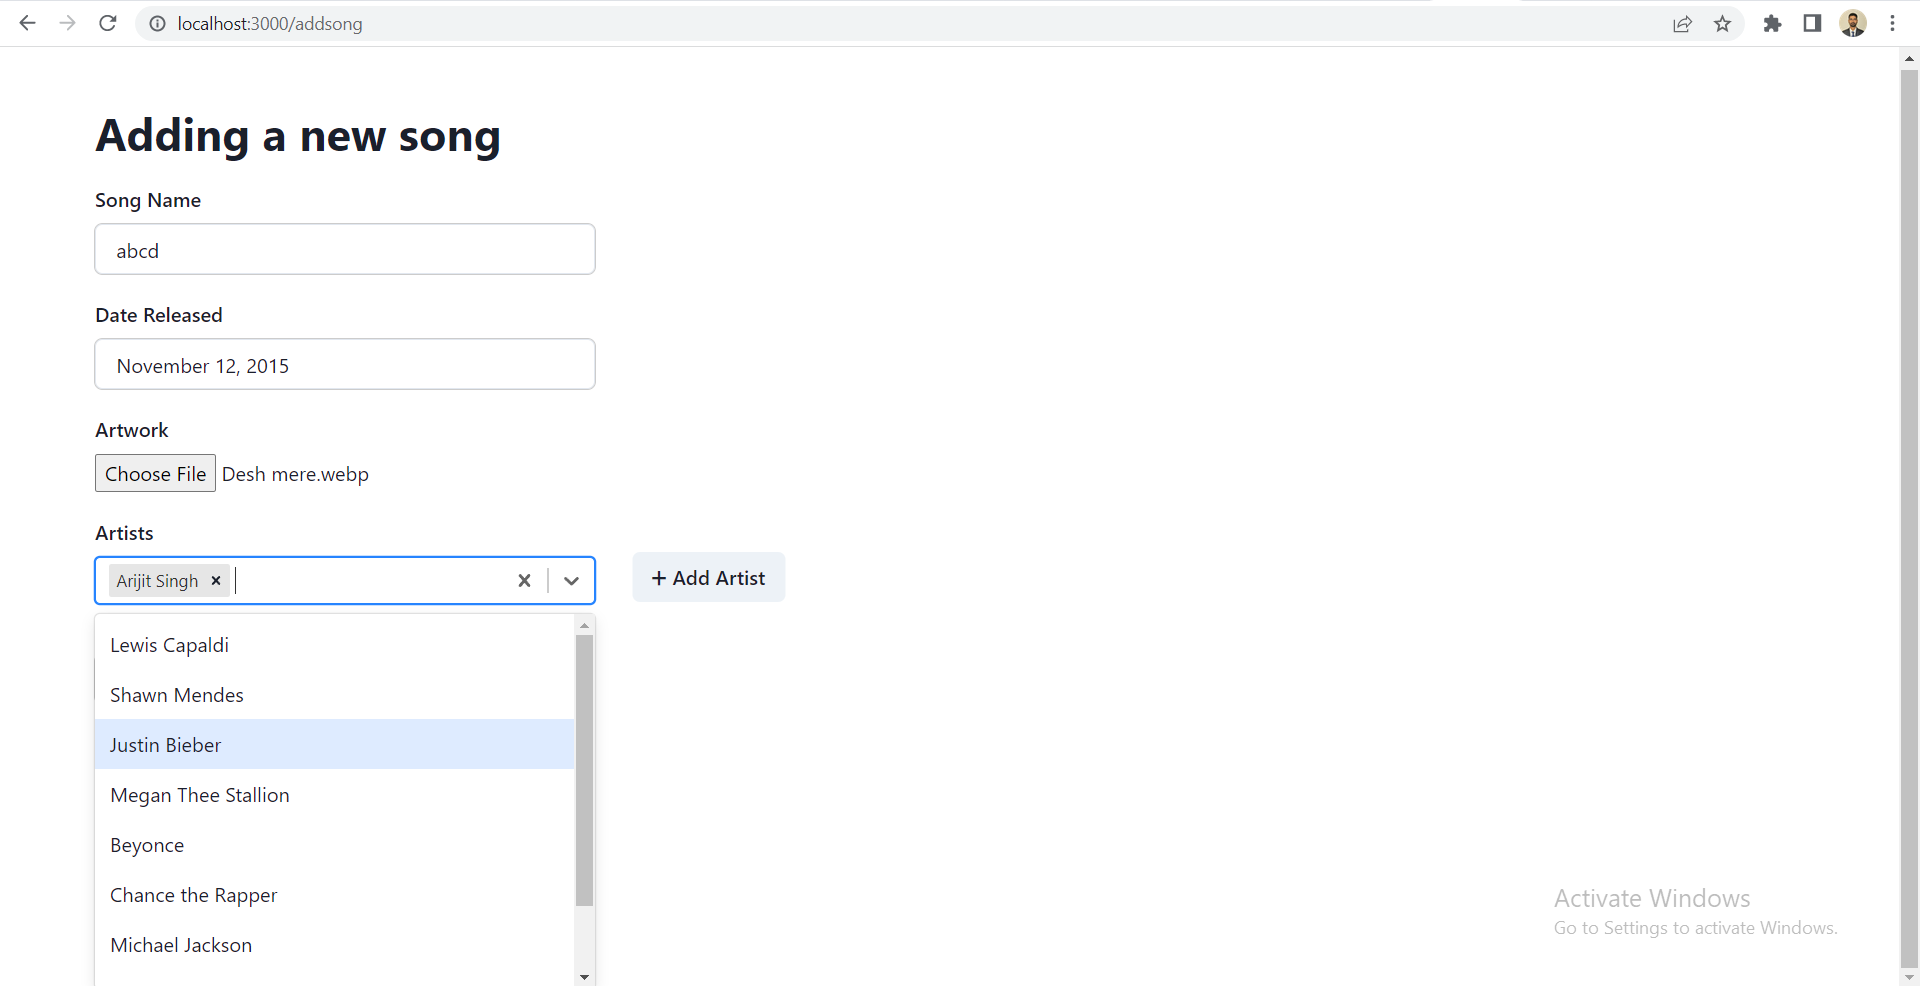 localhost:3000/addsong
Adding a new song
Song Name
abcd
Date Released
November 12, 2015
Artwork
Choose File Desh mere.webp
Artists
Arijit Singh
+ Add Artist
Lewis Capaldi
Shawn Mendes
Justin Bieber
Megan Thee Stallion
Beyonce
Chance the Rapper
Michael Jackson
Activate Windows
Go to Settings to activate Windows.